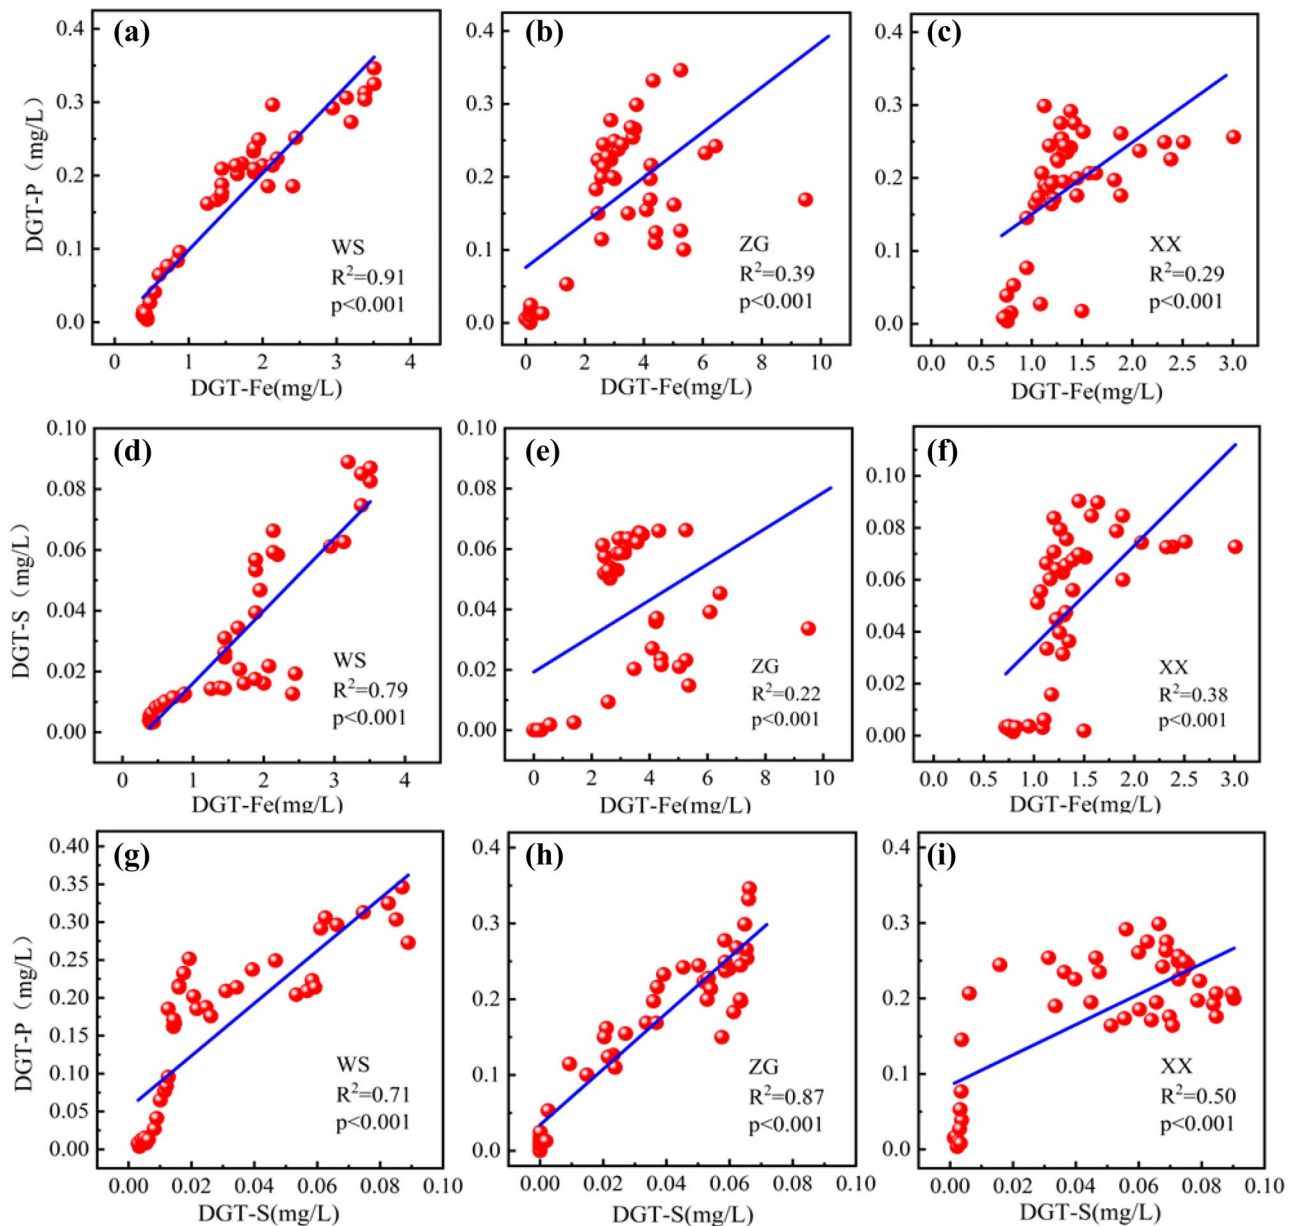 (a)
0.4
0.3
0.2
0.1
0.0
DGT-P（mg/L）
WS
R²=0.91
p<0.001
0 1 2 3 4
DGT-Fe(mg/L)
(b)
0.4
0.3
0.2
0.1
0.0
ZG
R²=0.39
p<0.001
0 2 4 6 8 10
DGT-Fe(mg/L)
(c)
0.4
0.3
0.2
0.1
0.0
XX
R²=0.29
p<0.001
0.0 0.5 1.0 1.5 2.0 2.5 3.0
DGT-Fe(mg/L)
(d)
0.10
0.08
0.06
0.04
0.02
0.00
DGT-S（mg/L）
WS
R²=0.79
p<0.001
0 1 2 3 4
DGT-Fe(mg/L)
(e)
0.10
0.08
0.06
0.04
0.02
0.00
ZG
R²=0.22
p<0.001
0 2 4 6 8 10
DGT-Fe(mg/L)
(f)
0.10
0.08
0.06
0.04
0.02
0.00
XX
R²=0.38
p<0.001
0.0 0.5 1.0 1.5 2.0 2.5 3.0
DGT-Fe(mg/L)
(g)
0.40
0.35
0.30
0.25
0.20
0.15
0.10
0.05
0.00
DGT-P（mg/L）
WS
R²=0.71
p<0.001
0.00 0.02 0.04 0.06 0.08 0.10
DGT-S(mg/L)
(h)
0.4
0.3
0.2
0.1
0.0
ZG
R²=0.87
p<0.001
0.00 0.02 0.04 0.06 0.08 0.10
DGT-S(mg/L)
(i)
0.4
0.3
0.2
0.1
0.0
XX
R²=0.50
p<0.001
0.00 0.02 0.04 0.06 0.08 0.10
DGT-S(mg/L)